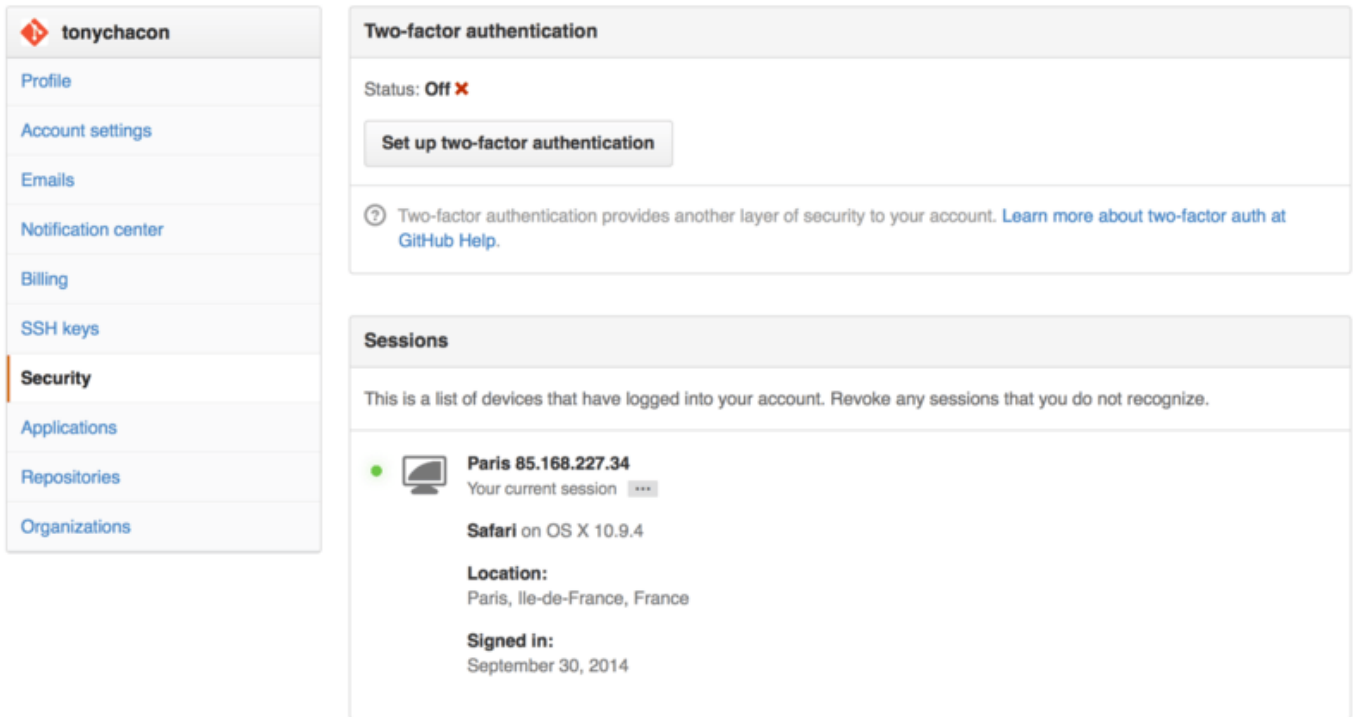 tonychacon
Profile
Account settings
Emails
Notification center
Billing
SSH keys
Security
Applications
Repositories
Organizations
Two-factor authentication
Status: Off
Set up two-factor authentication
Two-factor authentication provides another layer of security to your account. Learn more about two-factor auth at
GitHub Help.
Sessions
This is a list of devices that have logged into your account. Revoke any sessions that you do not recognize.
Paris 85.168.227.34
Your current session ...
Safari on OS X 10.9.4
Location:
Paris, Ile-de-France, France
Signed in:
September 30, 2014